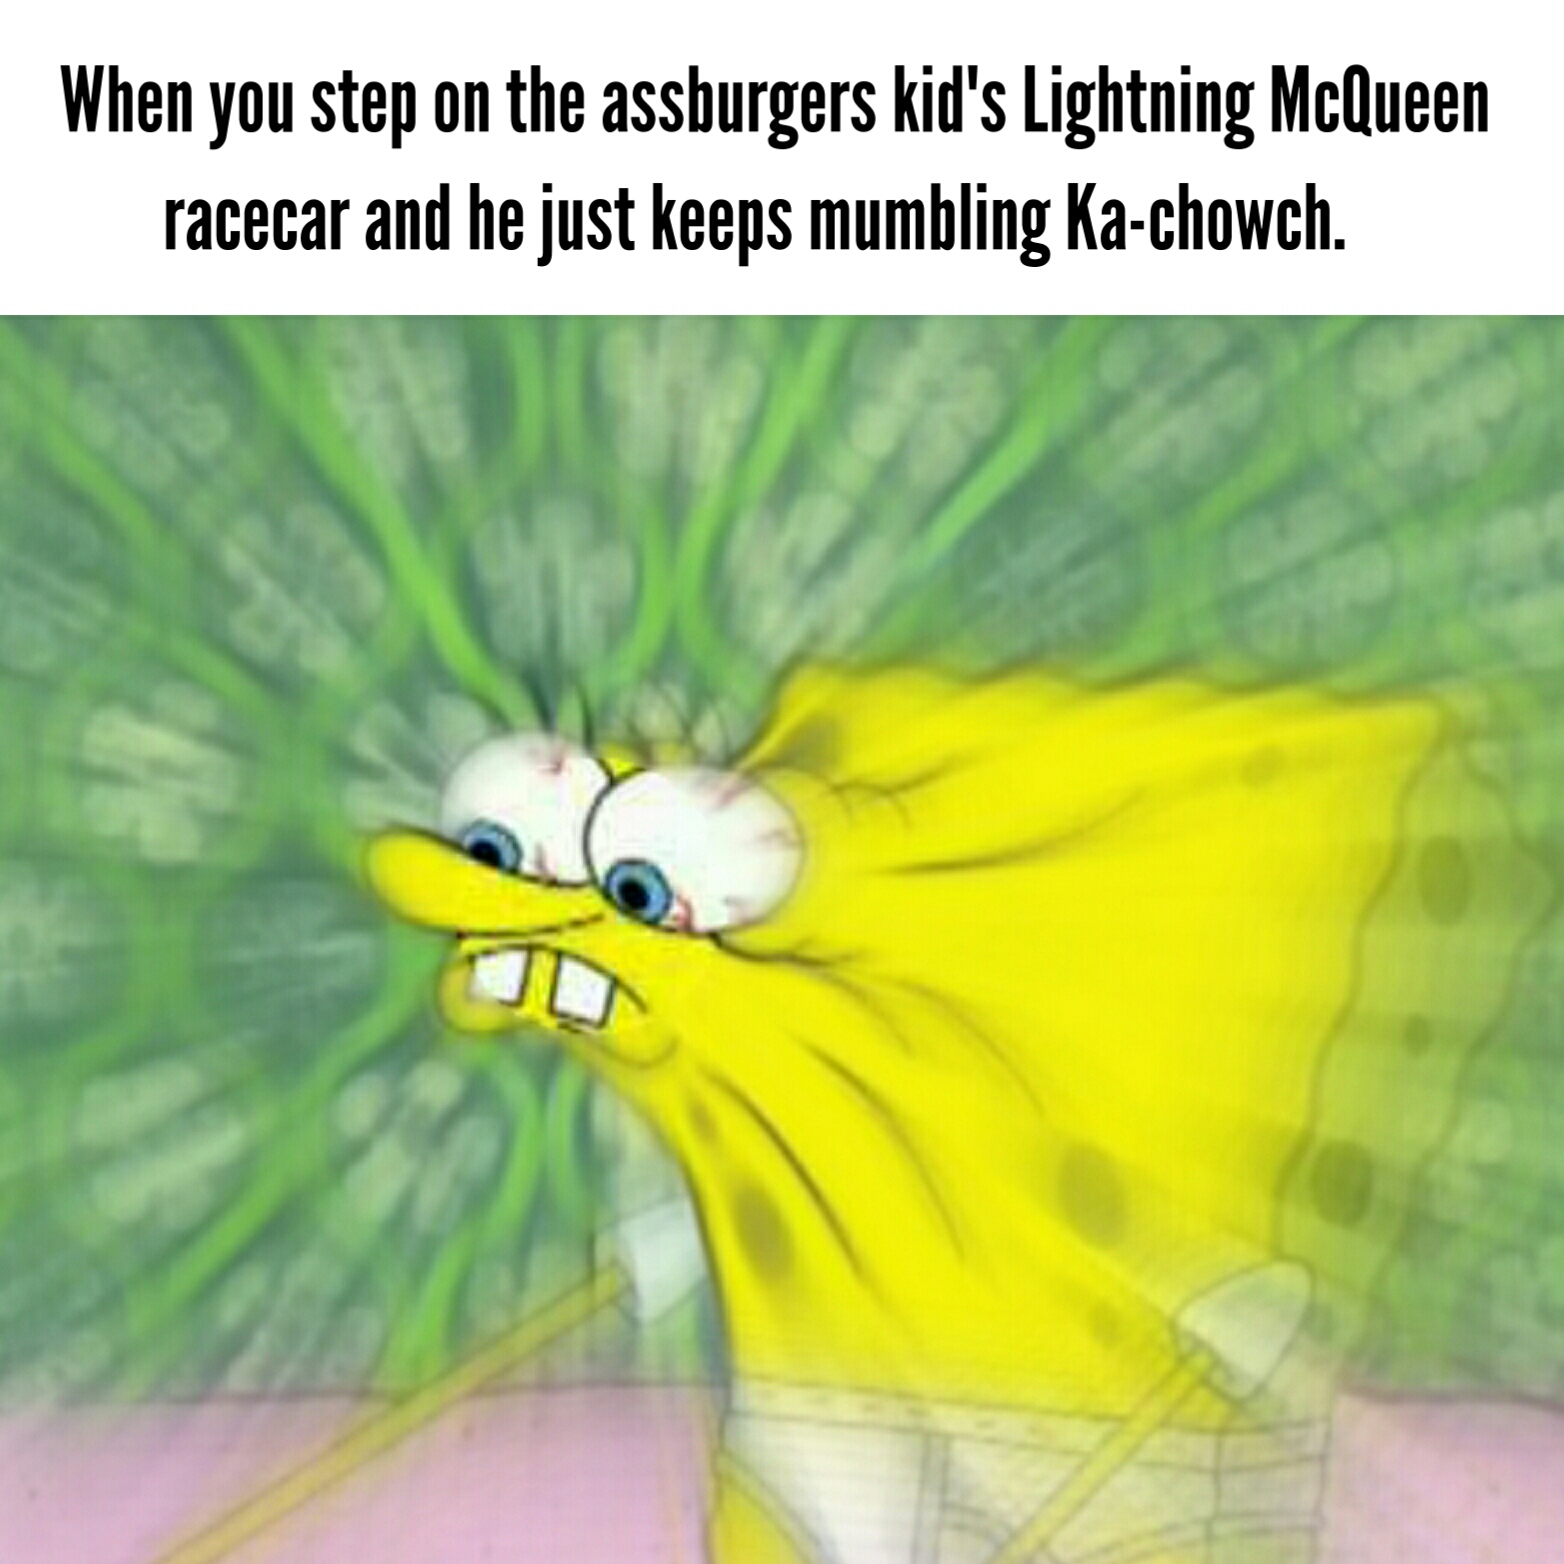 When you step on the assburgers kid's Lightning McQueen
racecar and he just keeps mumbling Ka-chowch.